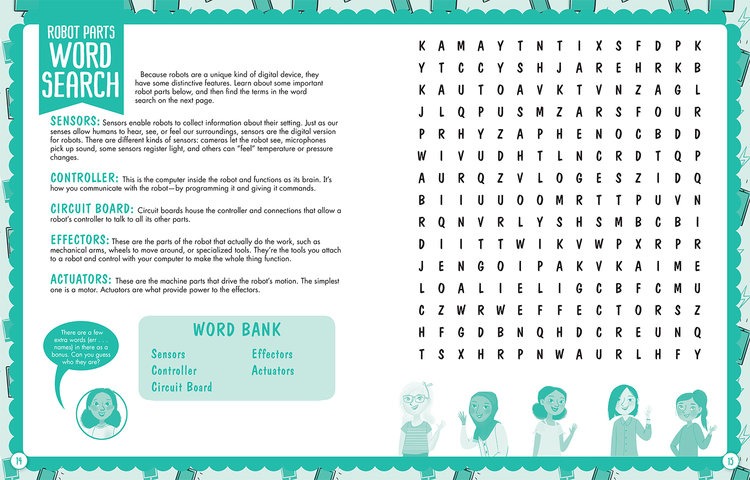 ROBOT PARTS
WORD
SEARCH
Because robots are a unique kind of digital device, they
have some distinctive features. Learn about some important
robot parts below, and then find the terms in the word
search on the next page.
SENSORS: Sensors enable robots to collect information about their setting. Just as our
senses allow humans to hear, see, or feel our surroundings, sensors are the digital version
for robots. There are different kinds of sensors: cameras let the robot see, microphones
pick up sound, some sensors register light, and others can "feel" temperature or pressure
changes.
CONTROLLER: This is the computer inside the robot and functions as its brain. It's
how you communicate with the robot—by programming it and giving it commands.
CIRCUIT BOARD: Circuit boards house the controller and connections that allow a
robot's controller to talk to all its other parts.
EFFECTORS: These are the parts of the robot that actually do the work, such as
mechanical arms, wheels to move around, or specialized tools. They're the tools you attach
to a robot and control with your computer to make the whole thing function.
ACTUATORS: These are the machine parts that drive the robot's motion. The simplest
one is a motor. Actuators are what provide power to the effectors.
There are a few
extra words (err . . .
names) in there as a
bonus. Can you guess
who they are?
WORD BANK
Sensors
Controller
Circuit Board
Effectors
Actuators
14
K A M A Y T N T I X S F D P K
Y T C C Y S H J A R E H R K B
K A U T O A V K T V N Z A G L
J L Q P U S M Z A R S F O U R
P R H Y Z A P H E N O C B D D
W I V U D H T L N C R D T Q P
A U R Q Z V L O G E S Z I D Q
B I I U U O O M R T T P U V N
R Q N V R L Y S H S M B C B I
D I I T T W I K V W P X R P R
J E N G O I P A K V K A I M E
L O A L I E L I G C B F C M U
C Z W R W E F F E C T O R S Z
H F G D B N Q H D C R E U N Q
T S X H R P N W A U R L H F Y
15